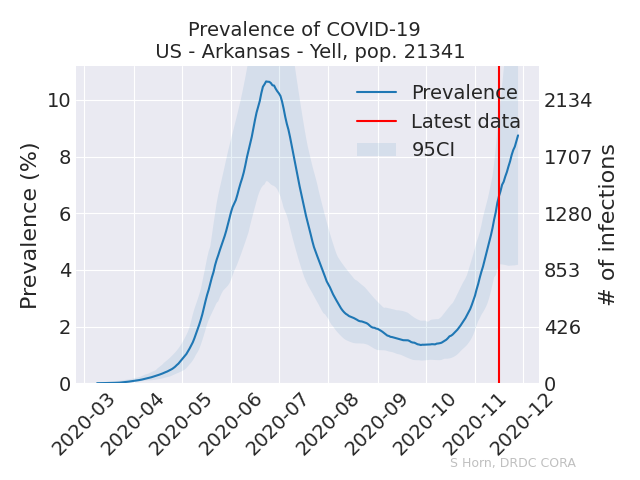 Prevalence of COVID-19
US - Arkansas - Yell, pop. 21341
Prevalence
Latest data
95CI
Prevalence (%)
10
8
6
4
2
0
2134
1707
1280
853
426
0
# of infections
2020-03
2020-04
2020-05
2020-06
2020-07
2020-08
2020-09
2020-10
2020-11
2020-12
S Horn, DRDC CORA